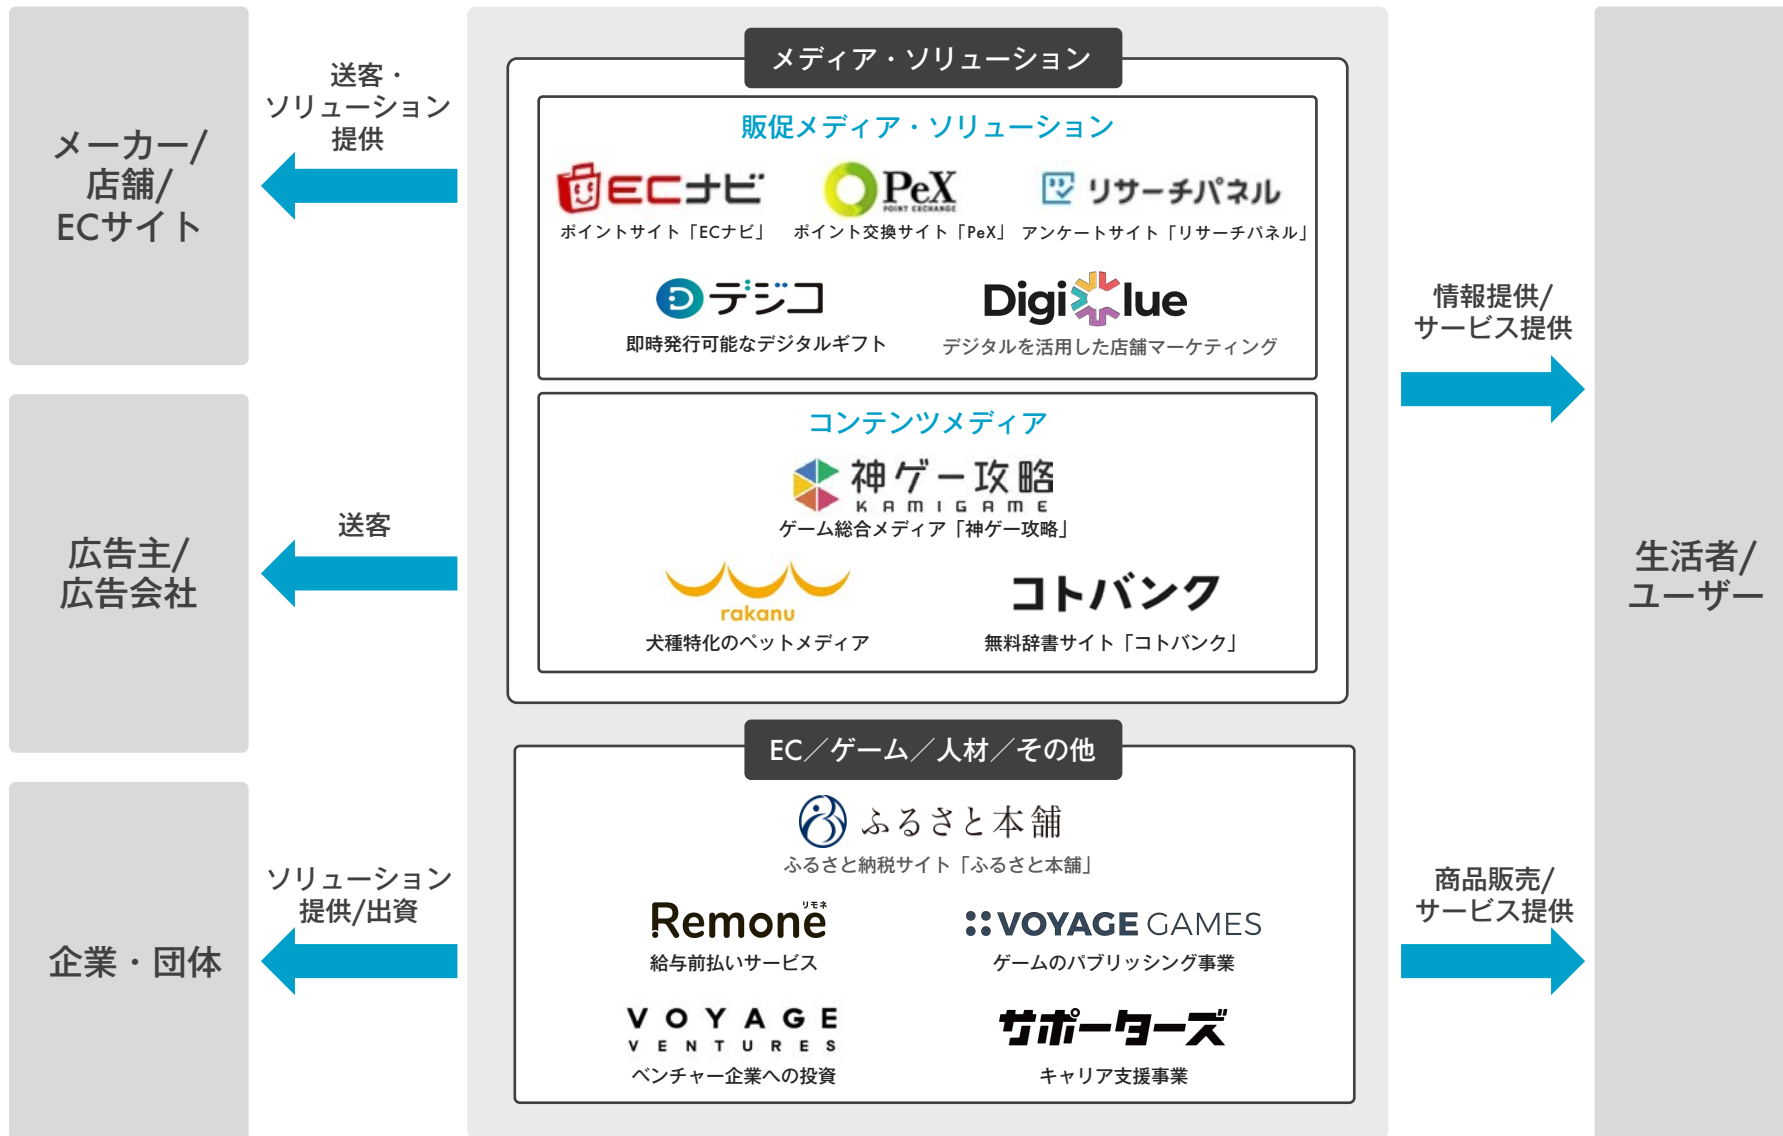 メーカー/
店舗/
ECサイト
広告主/
広告会社
企業・団体
送客・
ソリューション
提供
送客
ソリューション
提供/出資
メディア・ソリューション
販促メディア・ソリューション
ECナビ
PeX
POINT EXCHANGE
リサーチパネル
ポイントサイト「ECナビ」
ポイント交換サイト「PeX」
アンケートサイト「リサーチパネル」
デジコ
DigiClue
即時発行可能なデジタルギフト
デジタルを活用した店舗マーケティング
コンテンツメディア
神ゲー攻略
KAMIGAME
ゲーム総合メディア「神ゲー攻略」
rakanu
コトバンク
犬種特化のペットメディア
無料辞書サイト「コトバンク」
EC／ゲーム／人材／その他
ふるさと本舗
ふるさと納税サイト「ふるさと本舗」
リモネ
Remone
VOYAGE GAMES
給与前払いサービス
ゲームのパブリッシング事業
VOYAGE
VENTURES
サポーターズ
ベンチャー企業への投資
キャリア支援事業
情報提供/
サービス提供
商品販売/
サービス提供
生活者/
ユーザー